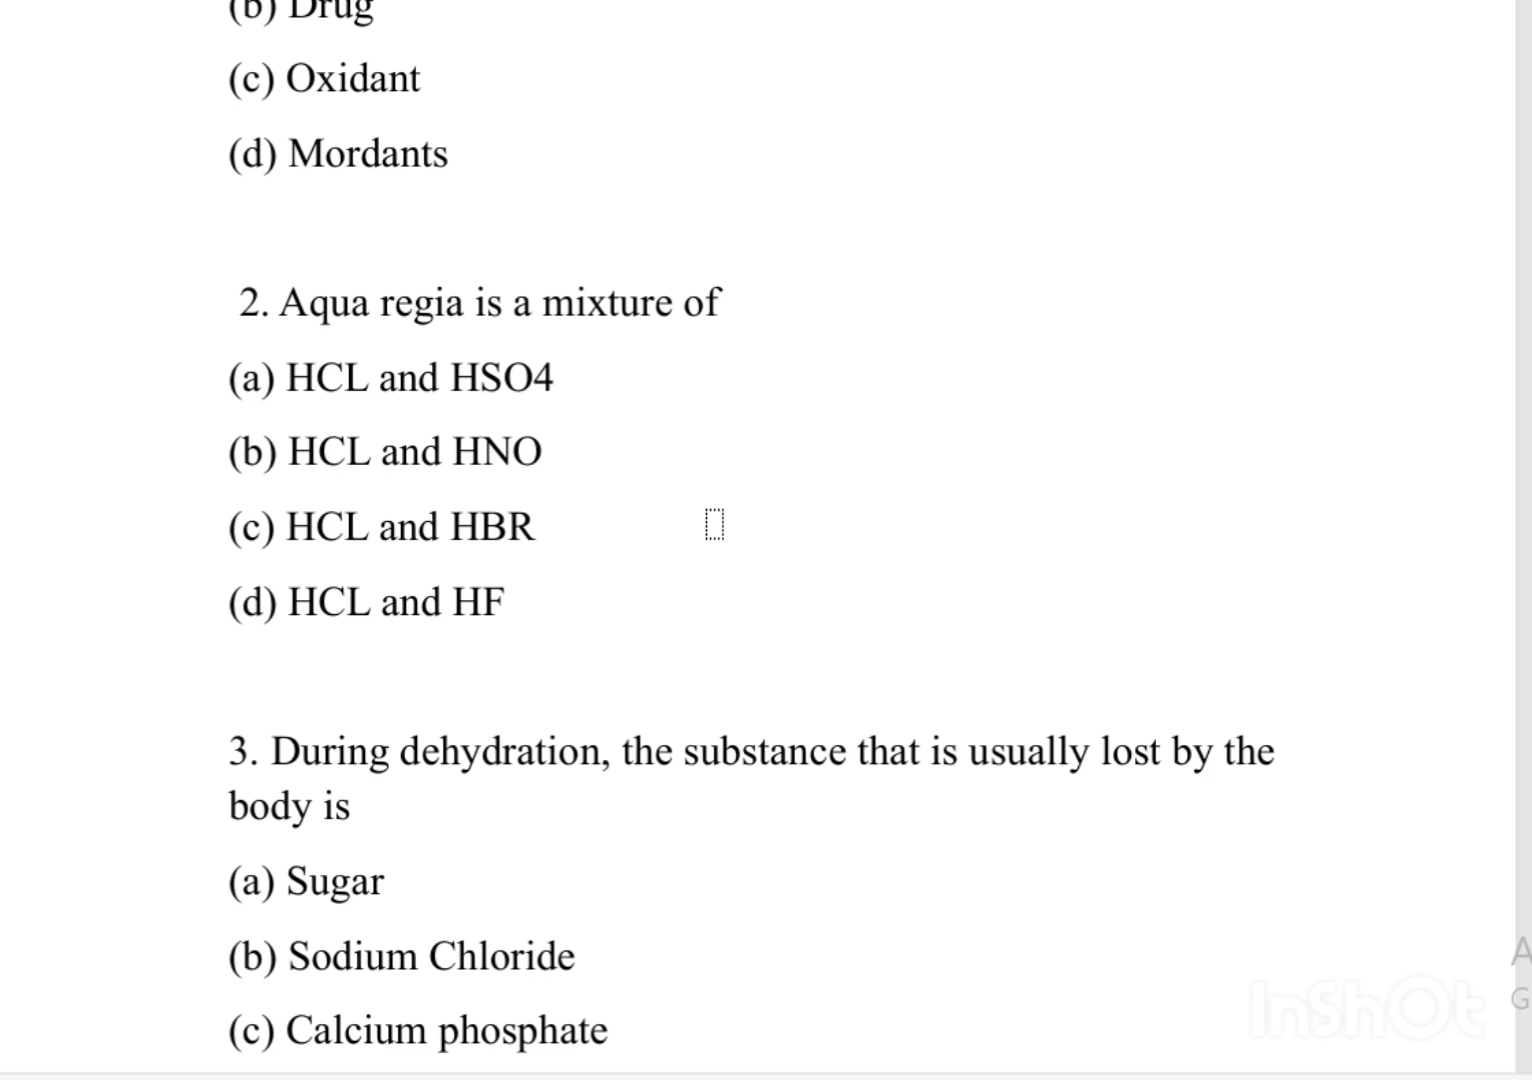 (b) Drug
(c) Oxidant
(d) Mordants
2. Aqua regia is a mixture of
(a) HCL and HSO4
(b) HCL and HNO
(c) HCL and HBR
(d) HCL and HF
3. During dehydration, the substance that is usually lost by the
body is
(a) Sugar
(b) Sodium Chloride
(c) Calcium phosphate
InShOt
A
G